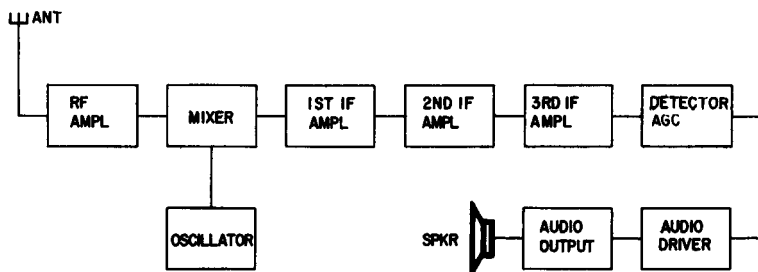 ANT
RF
AMPL
MIXER
1ST IF
AMPL
2ND IF
AMPL
3RD IF
AMPL
DETECTOR
AGC
OSCILLATOR
SPKR
AUDIO
OUTPUT
AUDIO
DRIVER